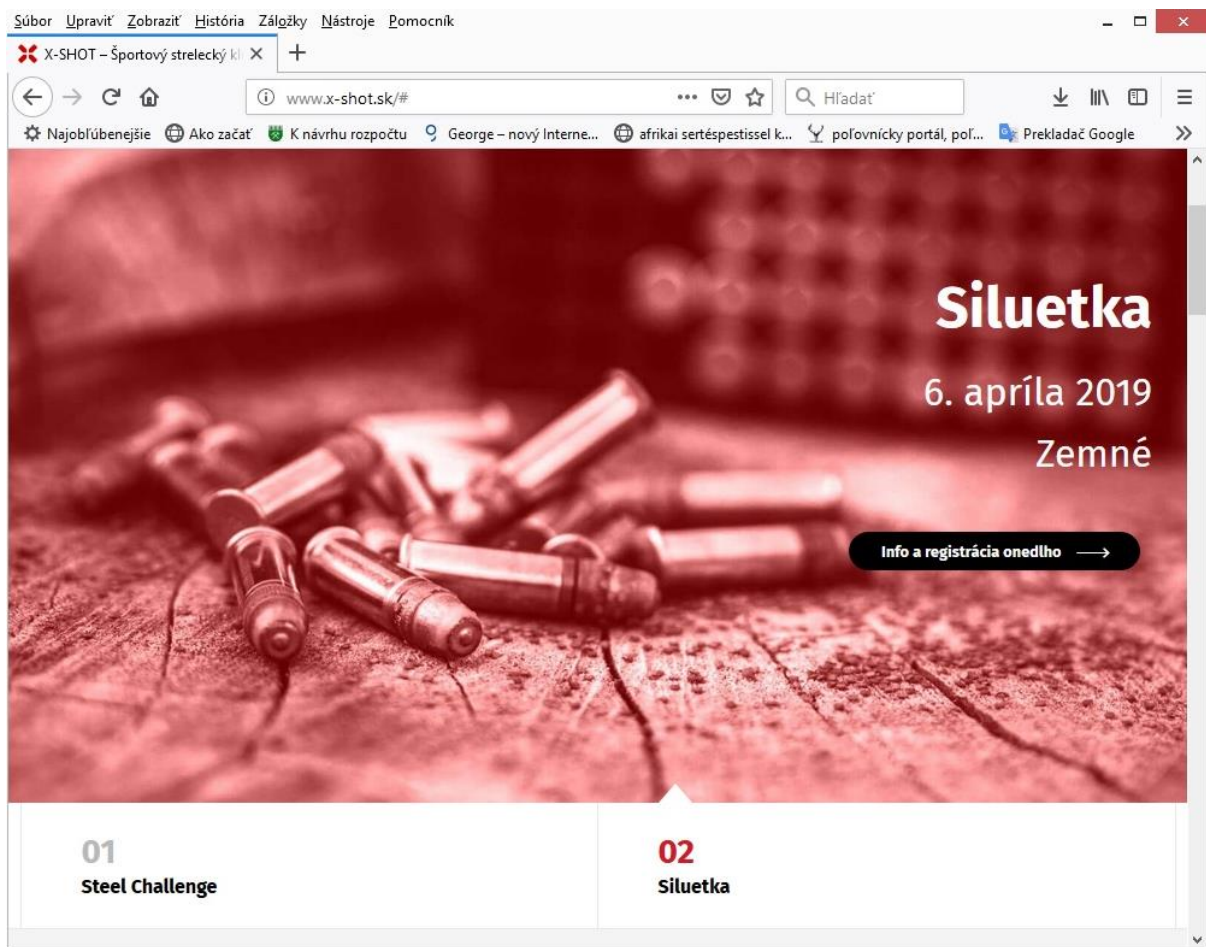 Súbor Upraviť Zobraziť História Záložky Nástroje Pomocník
X-SHOT – Športový strelecký kl
www.x-shot.sk/#
Hľadať
Najobľúbenejšie Ako začať K návrhu rozpočtu George – nový Interne... afrikai sertéspestissel k... poľovnícky portál, poľ... Prekladač Google
Siluetka
6. apríla 2019
Zemné
Info a registrácia onedlho
01
Steel Challenge
02
Siluetka